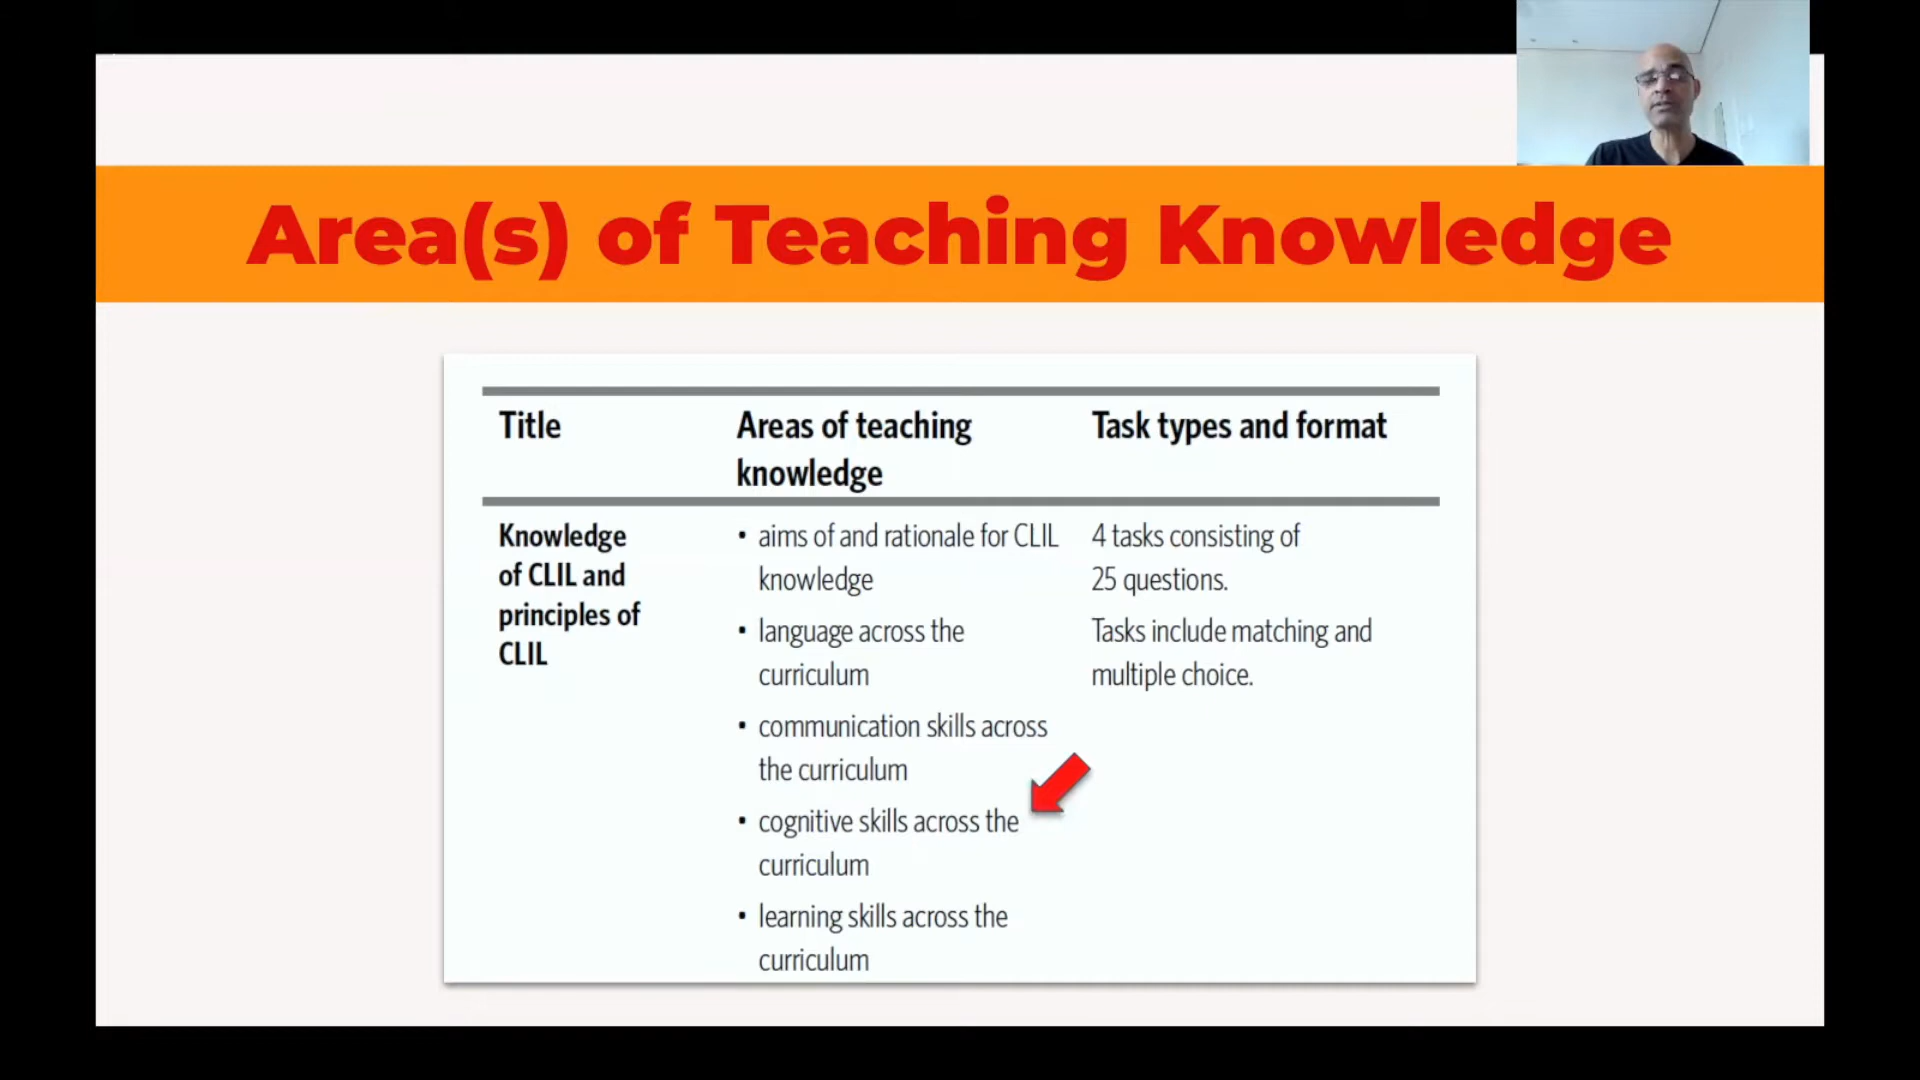 Area(s) of Teaching Knowledge
Title
Areas of teaching
knowledge
Task types and format
Knowledge
of CLIL and
principles of
CLIL
• aims of and rationale for CLIL
knowledge
• language across the
curriculum
• communication skills across
the curriculum
• cognitive skills across the
curriculum
• learning skills across the
curriculum
4 tasks consisting of
25 questions.
Tasks include matching and
multiple choice.